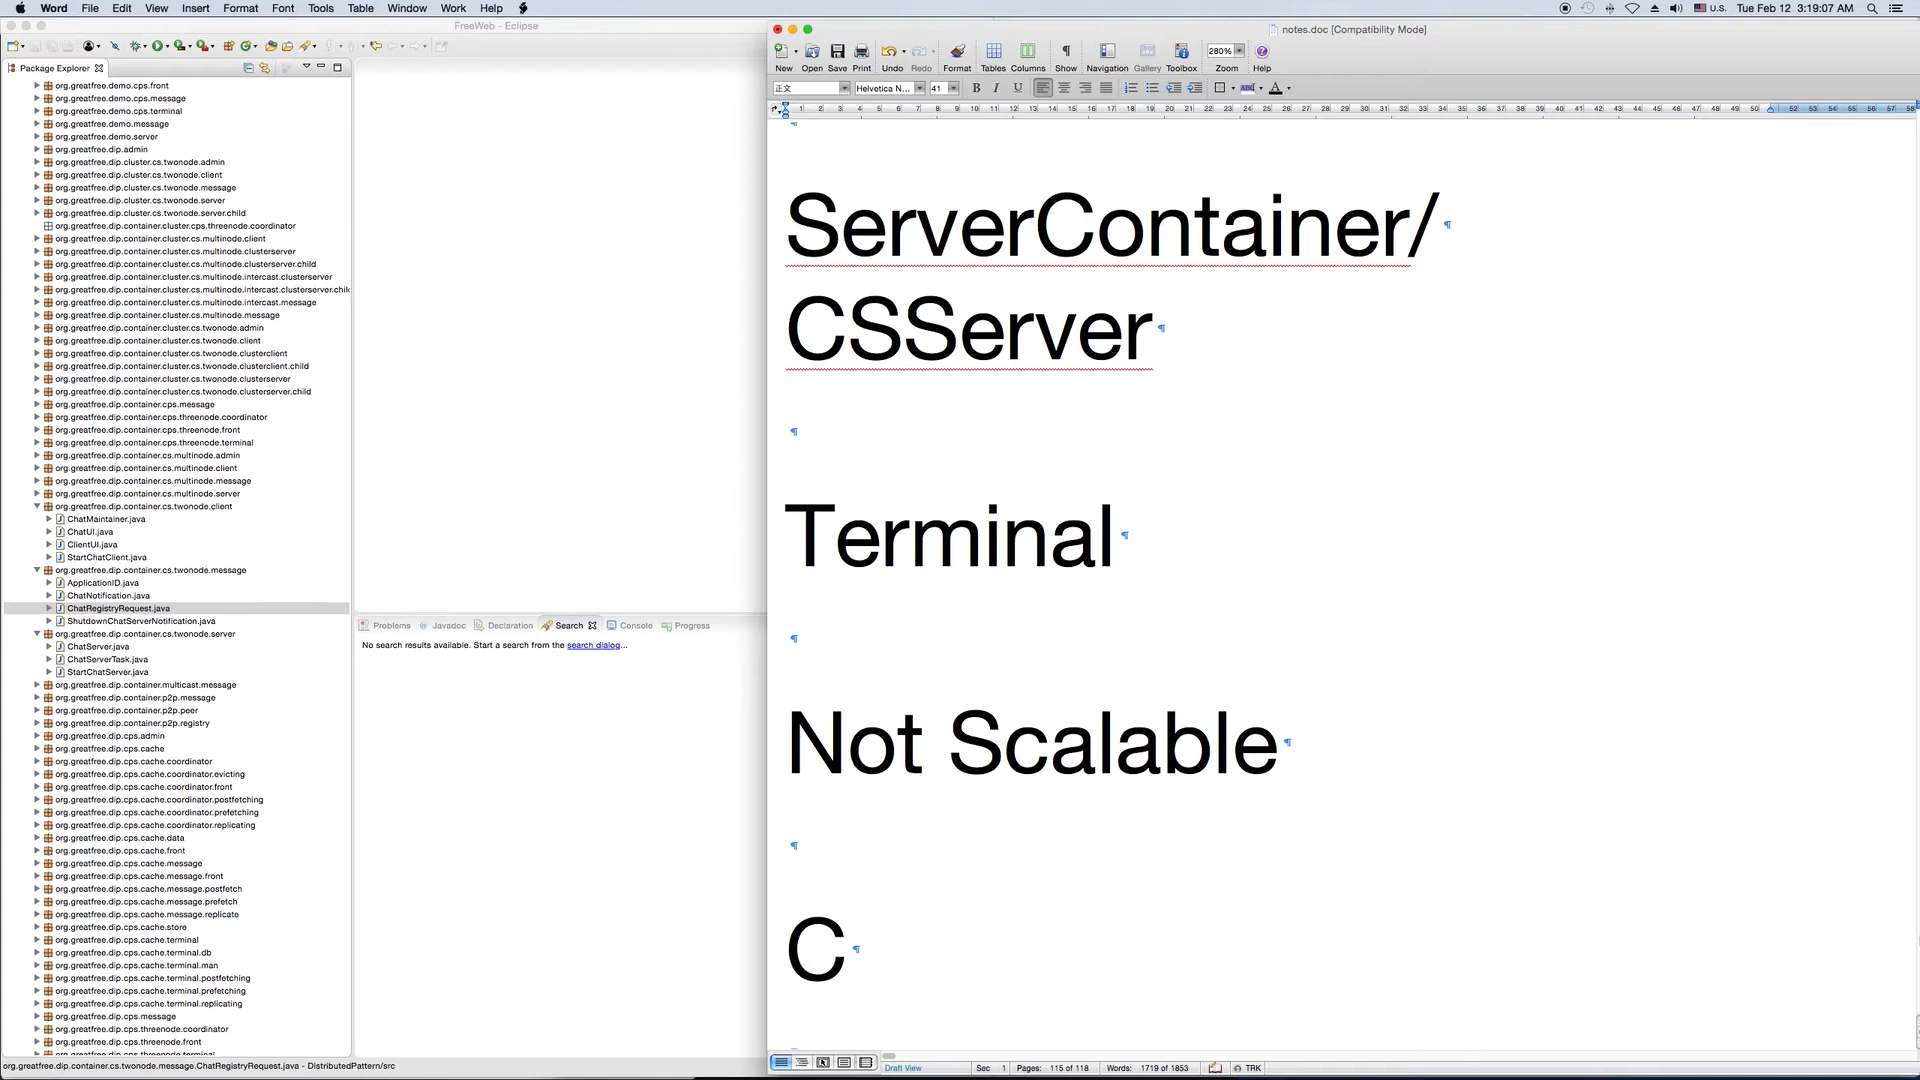 Word File Edit View Insert Format Font Tools Table Window Work Help
U.S. Tue Feb 12 3:19:07 AM
FreeWeb - Eclipse
notes.doc [Compatibility Mode]
New Open Save Print Undo Redo Format Tables Columns Show Navigation Gallery Toolbox Zoom Help
280%
正文 Helvetica N... 41 B I U
Package Explorer
org.greatfree.demo.cps.front
org.greatfree.demo.cps.message
org.greatfree.demo.cps.terminal
org.greatfree.demo.message
org.greatfree.demo.server
org.greatfree.dip.admin
org.greatfree.dip.cluster.cs.twonode.admin
org.greatfree.dip.cluster.cs.twonode.client
org.greatfree.dip.cluster.cs.twonode.message
org.greatfree.dip.cluster.cs.twonode.server
org.greatfree.dip.cluster.cs.twonode.server.child
org.greatfree.dip.container.cluster.cps.threenode.coordinator
org.greatfree.dip.container.cluster.cs.multinode.client
org.greatfree.dip.container.cluster.cs.multinode.clusterserver
org.greatfree.dip.container.cluster.cs.multinode.clusterserver.child
org.greatfree.dip.container.cluster.cs.multinode.intercast.clusterserver
org.greatfree.dip.container.cluster.cs.multinode.intercast.clusterserver.chil
org.greatfree.dip.container.cluster.cs.multinode.intercast.message
org.greatfree.dip.container.cluster.cs.multinode.message
org.greatfree.dip.container.cluster.cs.twonode.admin
org.greatfree.dip.container.cluster.cs.twonode.client
org.greatfree.dip.container.cluster.cs.twonode.clusterclient
org.greatfree.dip.container.cluster.cs.twonode.clusterclient.child
org.greatfree.dip.container.cluster.cs.twonode.clusterserver
org.greatfree.dip.container.cluster.cs.twonode.clusterserver.child
org.greatfree.dip.container.cps.message
org.greatfree.dip.container.cps.threenode.coordinator
org.greatfree.dip.container.cps.threenode.front
org.greatfree.dip.container.cps.threenode.terminal
org.greatfree.dip.container.cs.multinode.admin
org.greatfree.dip.container.cs.multinode.client
org.greatfree.dip.container.cs.multinode.message
org.greatfree.dip.container.cs.multinode.server
org.greatfree.dip.container.cs.twonode.client
ChatMaintainer.java
ChatUI.java
ClientUI.java
StartChatClient.java
org.greatfree.dip.container.cs.twonode.message
ApplicationID.java
ChatNotification.java
ChatRegistryRequest.java
ShutdownChatServerNotification.java
org.greatfree.dip.container.cs.twonode.server
ChatServer.java
ChatServerTask.java
StartChatServer.java
org.greatfree.dip.container.multicast.message
org.greatfree.dip.container.p2p.message
org.greatfree.dip.container.p2p.peer
org.greatfree.dip.container.p2p.registry
org.greatfree.dip.cps.admin
org.greatfree.dip.cps.cache
org.greatfree.dip.cps.cache.coordinator
org.greatfree.dip.cps.cache.coordinator.evicting
org.greatfree.dip.cps.cache.coordinator.front
org.greatfree.dip.cps.cache.coordinator.postfetching
org.greatfree.dip.cps.cache.coordinator.prefetching
org.greatfree.dip.cps.cache.coordinator.replicating
org.greatfree.dip.cps.cache.data
org.greatfree.dip.cps.cache.front
org.greatfree.dip.cps.cache.message
org.greatfree.dip.cps.cache.message.front
org.greatfree.dip.cps.cache.message.postfetch
org.greatfree.dip.cps.cache.message.prefetch
org.greatfree.dip.cps.cache.message.replicate
org.greatfree.dip.cps.cache.store
org.greatfree.dip.cps.cache.terminal
org.greatfree.dip.cps.cache.terminal.db
org.greatfree.dip.cps.cache.terminal.man
org.greatfree.dip.cps.cache.terminal.postfetching
org.greatfree.dip.cps.cache.terminal.prefetching
org.greatfree.dip.cps.cache.terminal.replicating
org.greatfree.dip.cps.message
org.greatfree.dip.cps.threenode.coordinator
org.greatfree.dip.cps.threenode.front
org.greatfree.dip.cps.threenode.terminal
org.greatfree.dip.container.cs.twonode.message.ChatRegistryRequest.java - DistributedPattern/src
Problems Javadoc Declaration Search Console Progress
No search results available. Start a search from the search dialog...
ServerContainer/
CSServer
Terminal
Not Scalable
C
Draft View Sec 1 Pages: 115 of 118 Words: 1719 of 1853 TRK